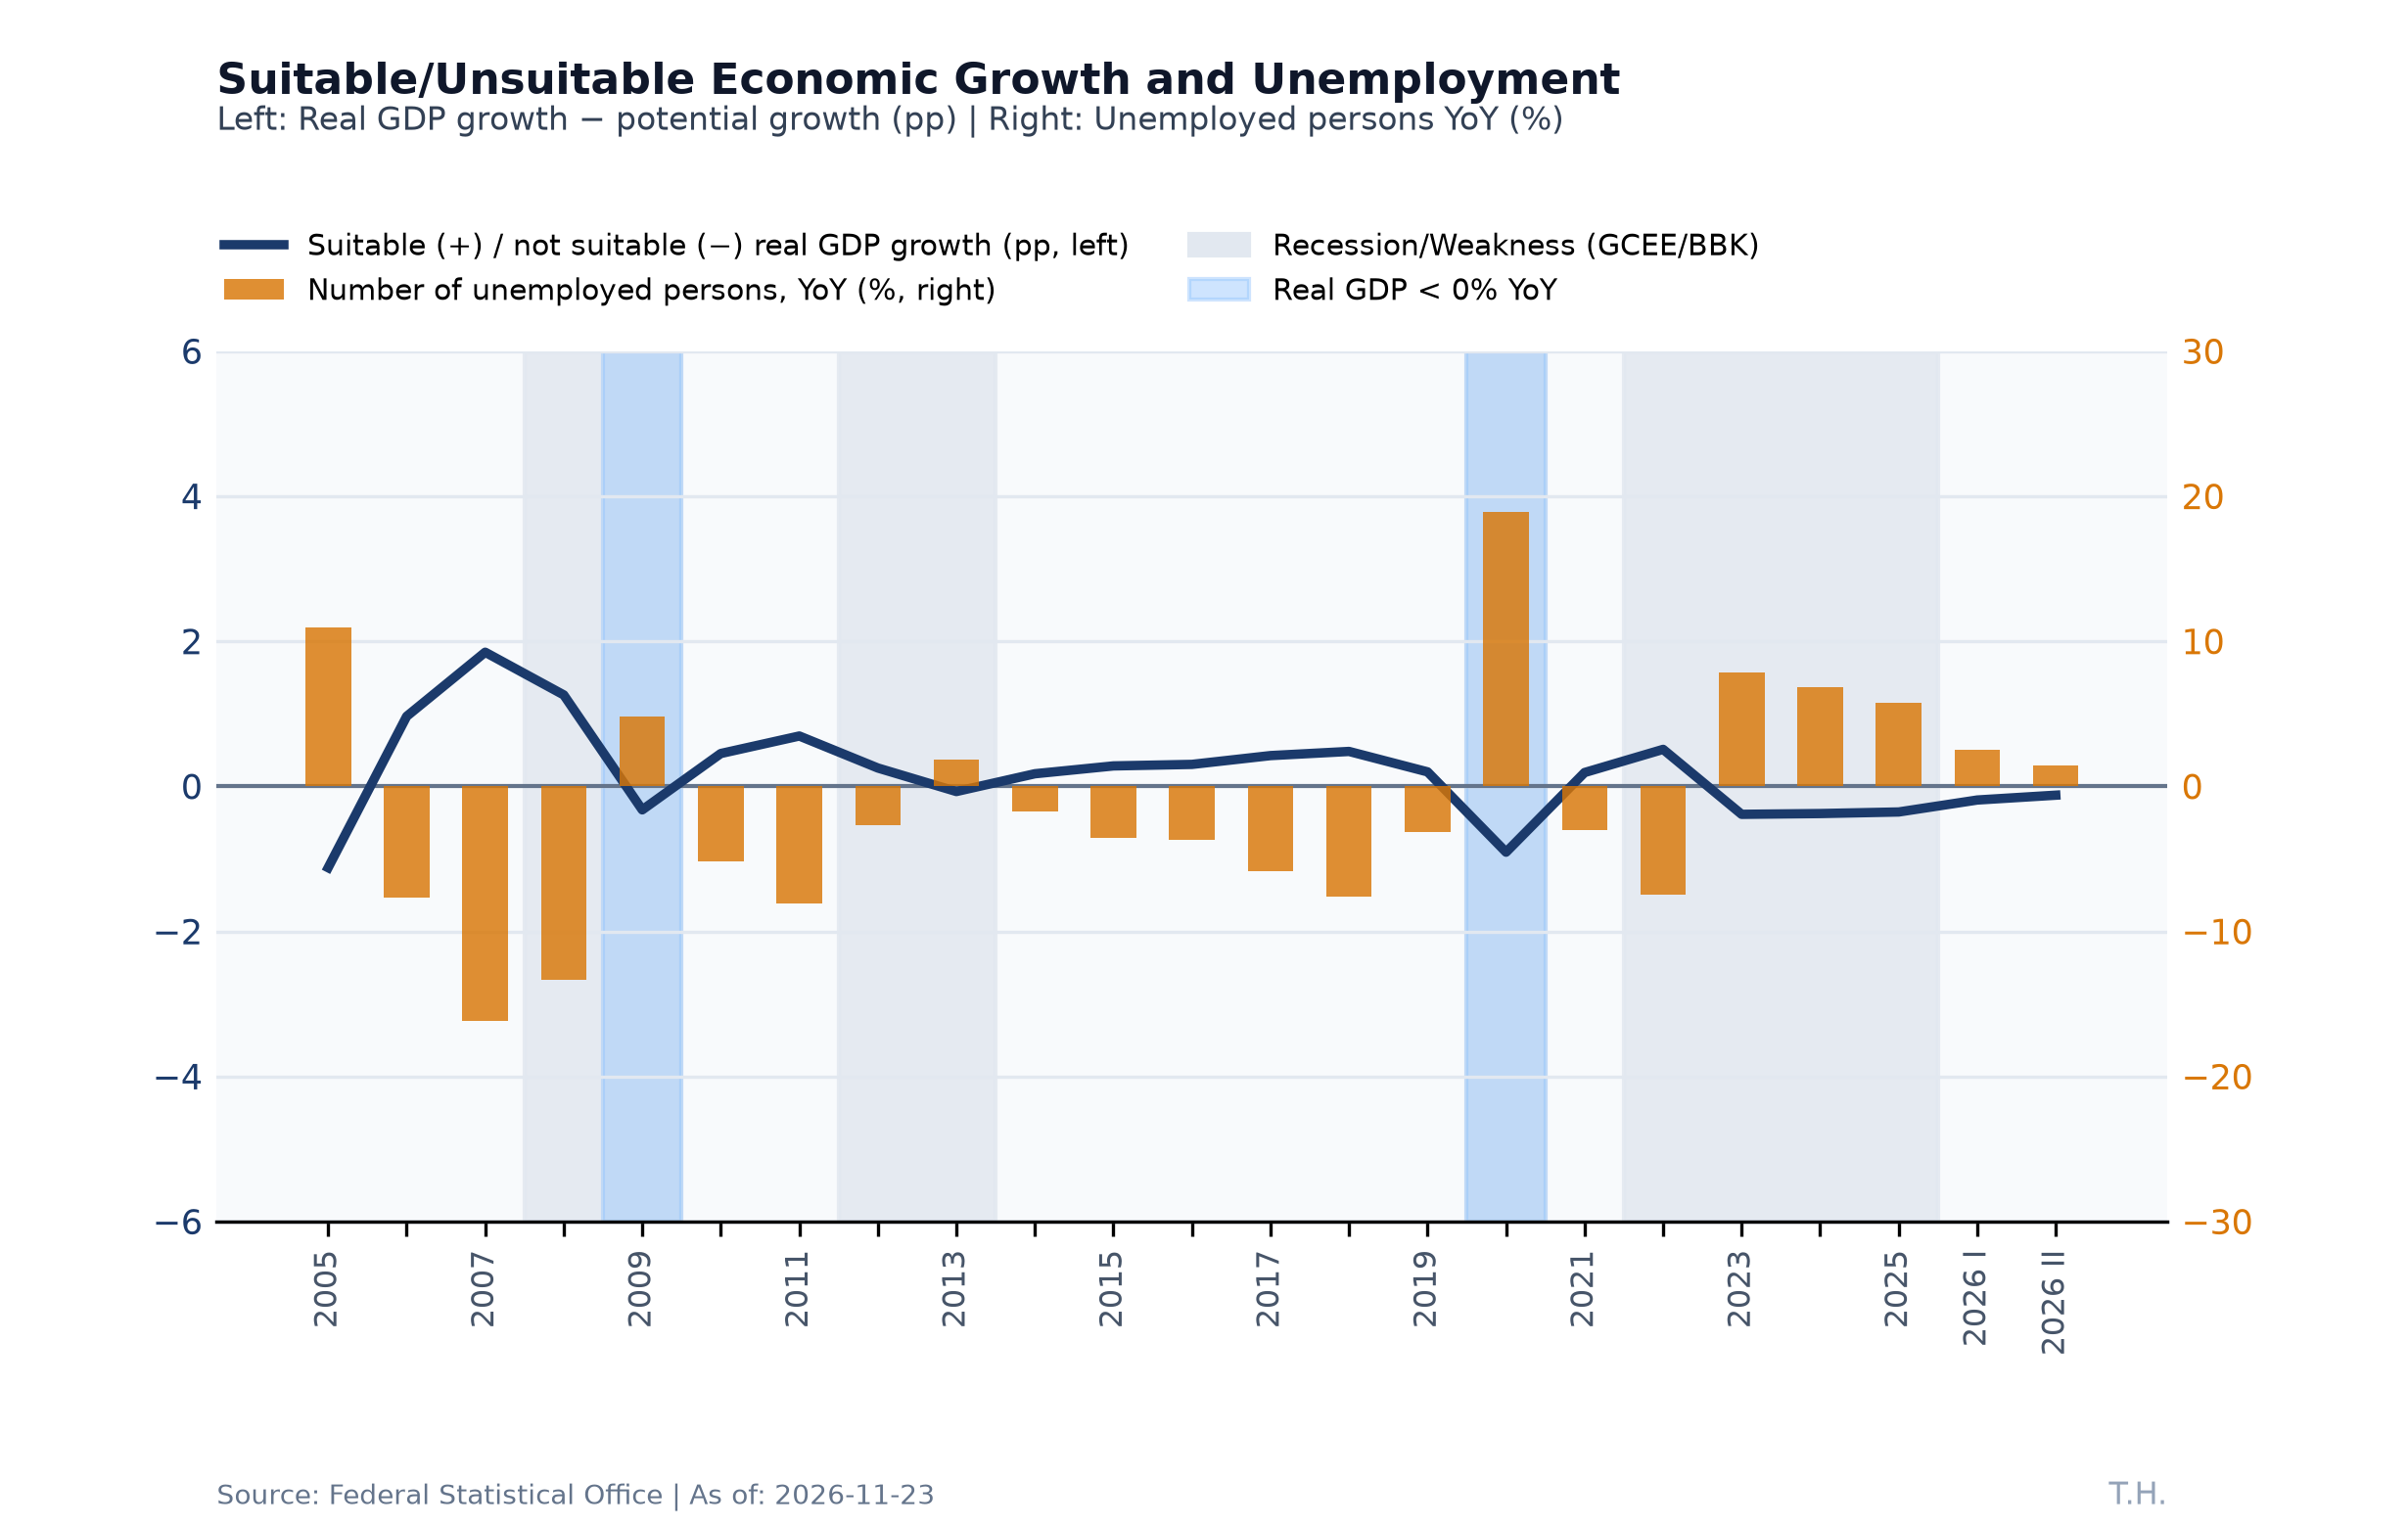 Suitable/Unsuitable Economic Growth and Unemployment
Left: Real GDP growth − potential growth (pp) | Right: Unemployed persons YoY (%)
Suitable (+) / not suitable (−) real GDP growth (pp, left)
Number of unemployed persons, YoY (%, right)
Recession/Weakness (GCEE/BBK)
Real GDP < 0% YoY
6
4
2
0
−2
−4
−6
30
20
10
0
−10
−20
−30
2005
2007
2009
2011
2013
2015
2017
2019
2021
2023
2025
2026 I
2026 II
Source: Federal Statistical Office | As of: 2026-11-23
T.H.